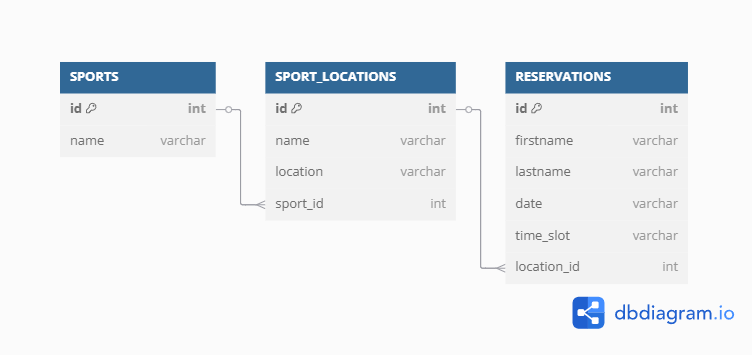 SPORTS
id int
name varchar
SPORT_LOCATIONS
id int
name varchar
location varchar
sport_id int
RESERVATIONS
id int
firstname varchar
lastname varchar
date varchar
time_slot varchar
location_id int
dbdiagram.io